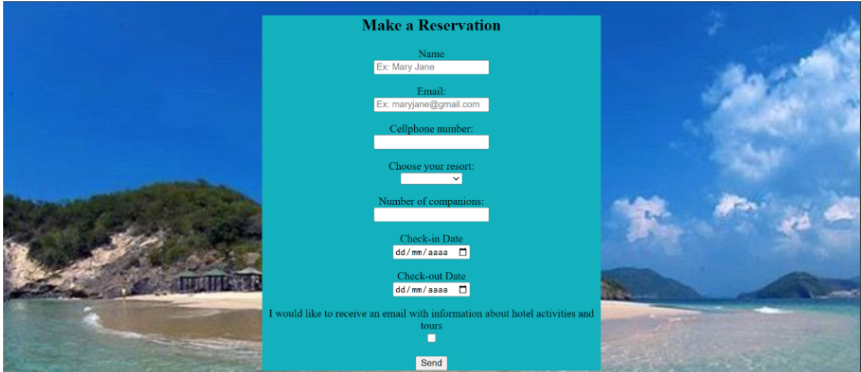 Make a Reservation
Name
Ex: Mary Jane
Email:
Ex: maryjane@gmail.com
Cellphone number:
Choose your resort:
Number of companions:
Check-in Date
dd/mm/aaaa
Check-out Date
dd/mm/aaaa
I would like to receive an email with information about hotel activities and
tours
Send